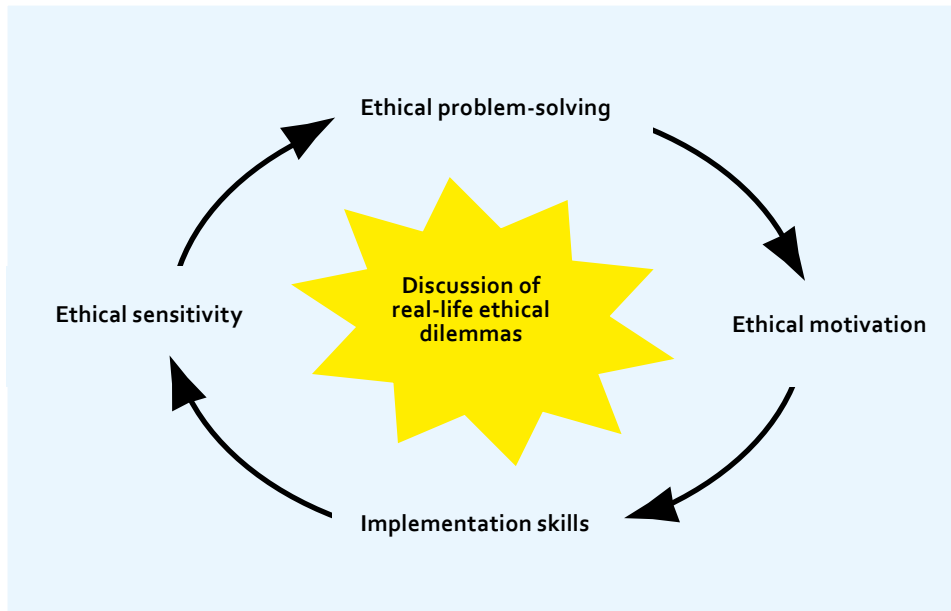 Ethical problem-solving
Discussion of
real-life ethical
dilemmas
Ethical sensitivity
Ethical motivation
Implementation skills